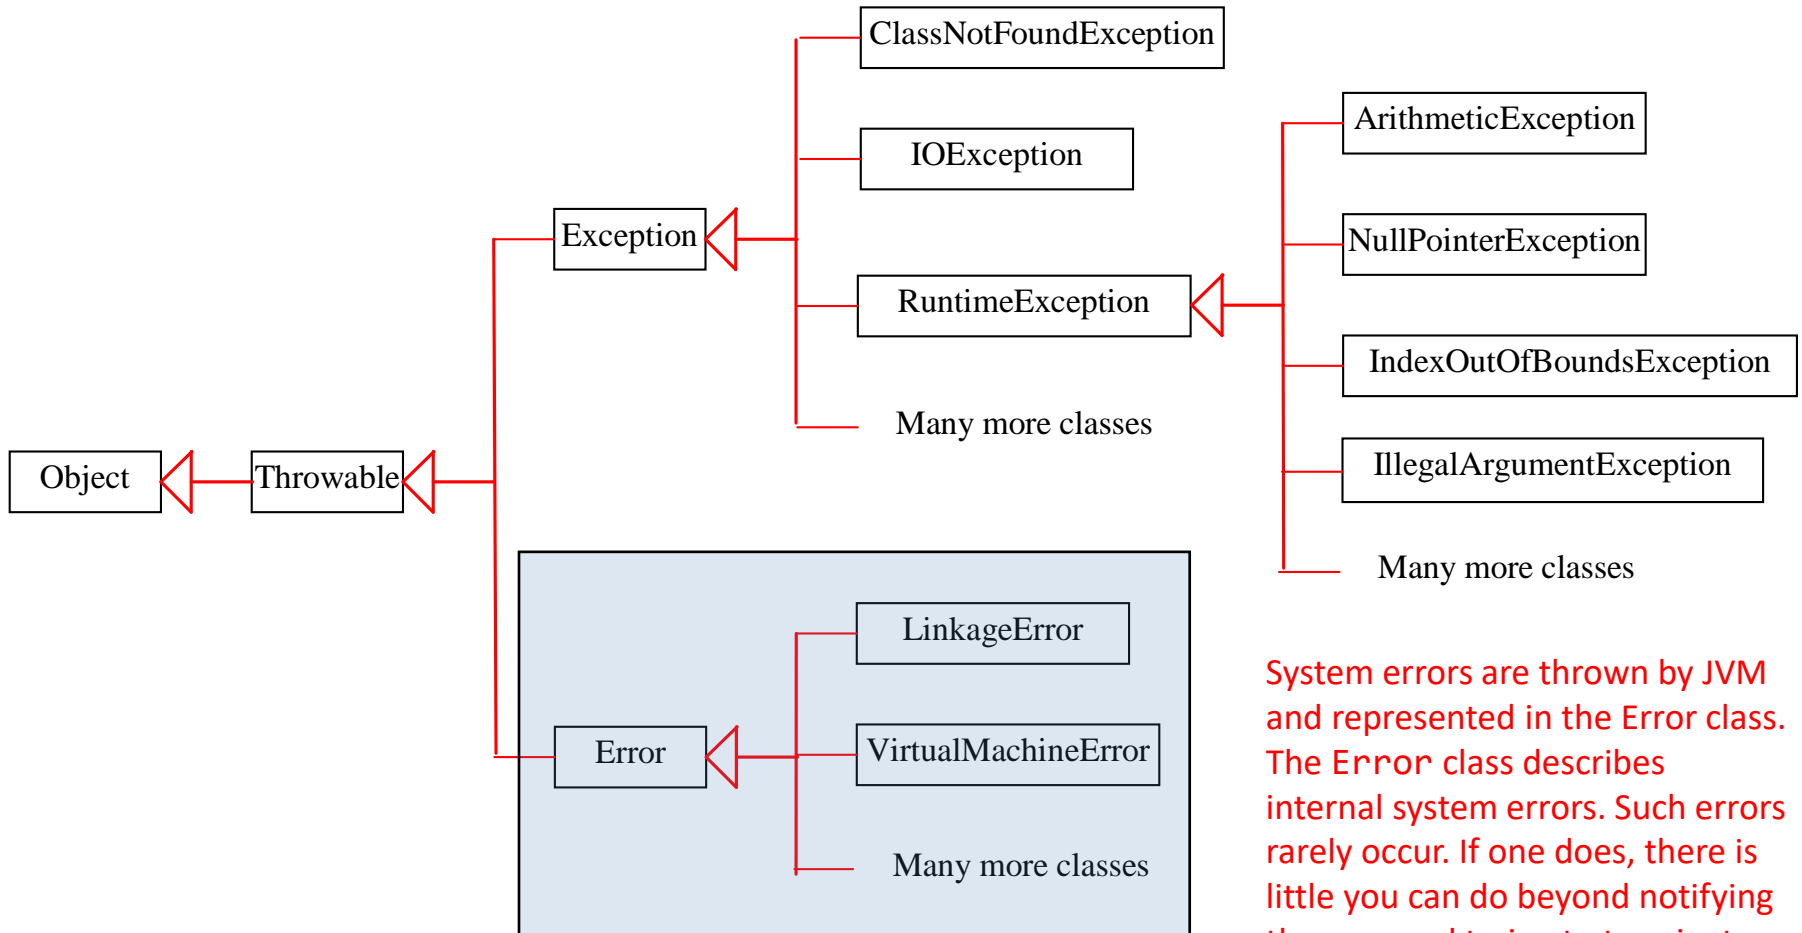 ClassNotFoundException
ArithmeticException
IOException
Exception
NullPointerException
RuntimeException
IndexOutOfBoundsException
Many more classes
Object
Throwable
IllegalArgumentException
Many more classes
LinkageError
Error
VirtualMachineError
Many more classes
System errors are thrown by JVM
and represented in the Error class.
The Error class describes
internal system errors. Such errors
rarely occur. If one does, there is
little you can do beyond notifying